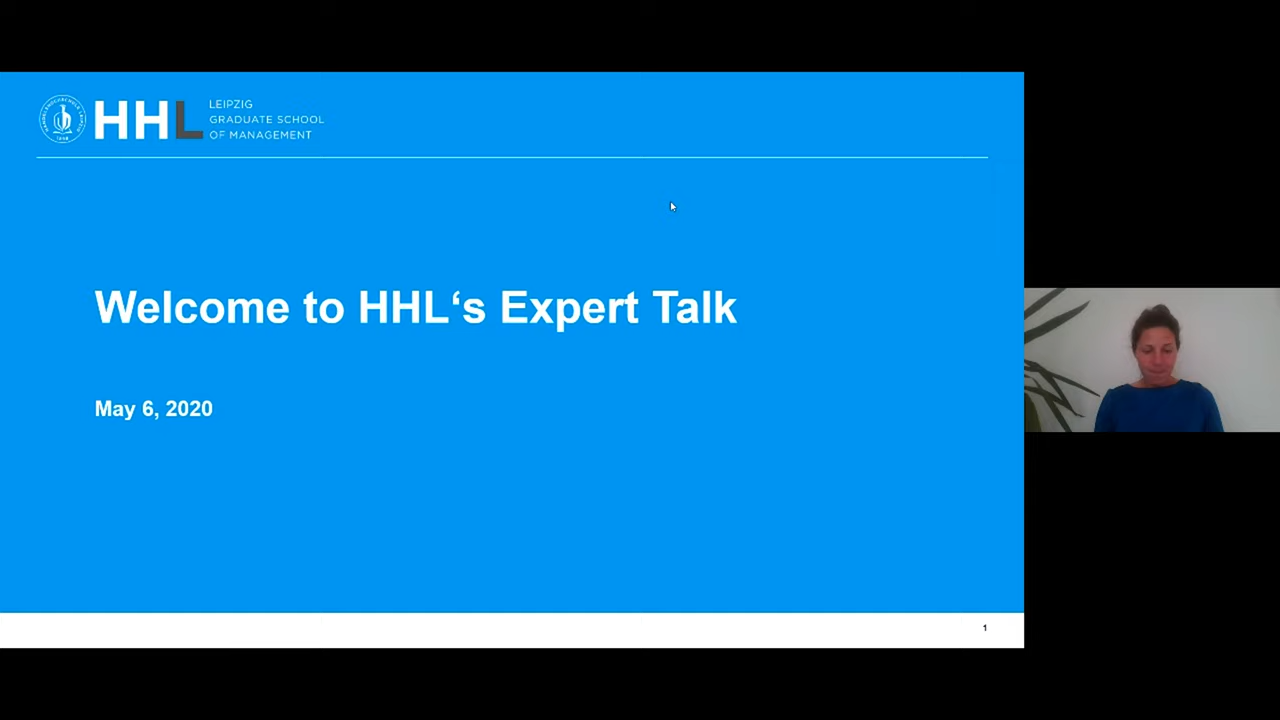 HHL
LEIPZIG
GRADUATE SCHOOL
OF MANAGEMENT
Welcome to HHL‘s Expert Talk
May 6, 2020
1